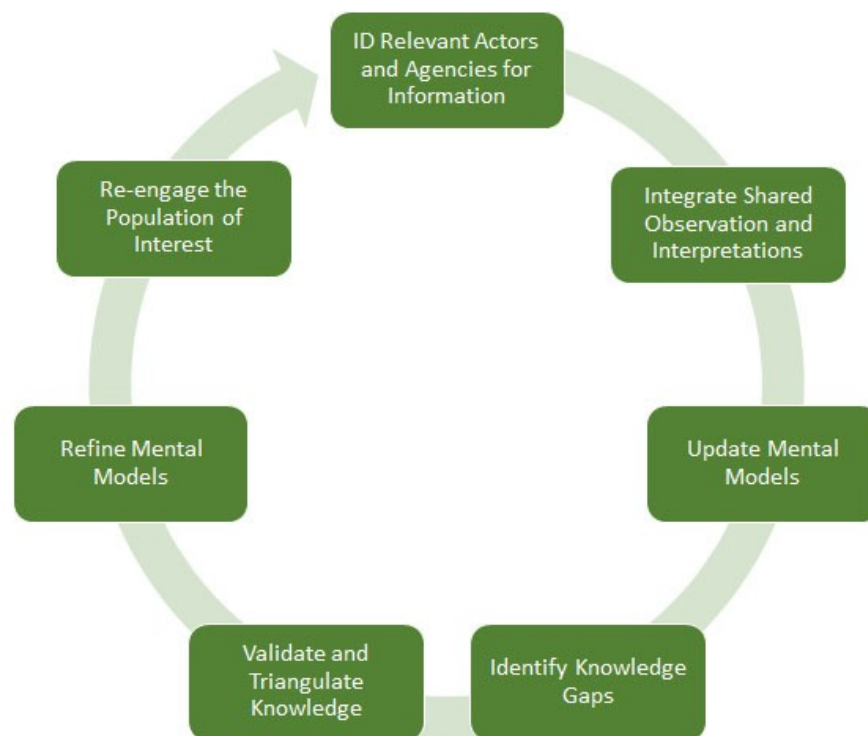 ID Relevant Actors
and Agencies for
Information
Integrate Shared
Observation and
Interpretations
Update Mental
Models
Identify Knowledge
Gaps
Validate and
Triangulate
Knowledge
Refine Mental
Models
Re-engage the
Population of
Interest